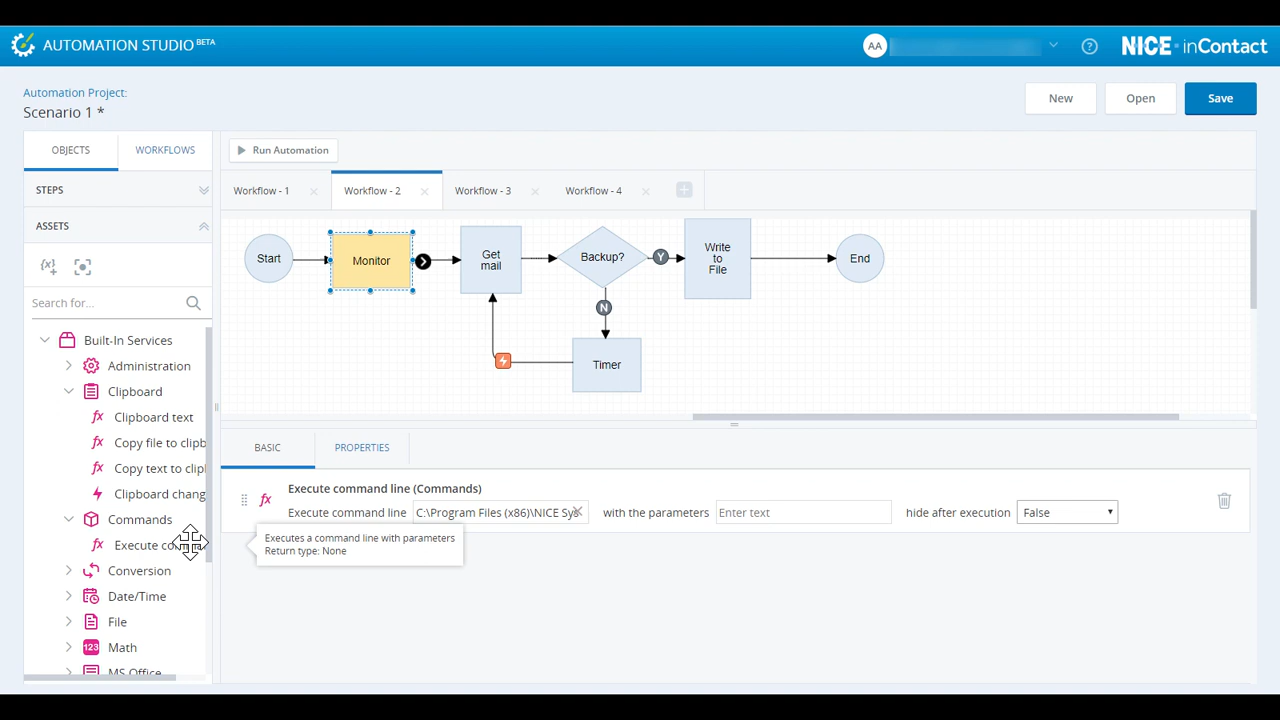 AUTOMATION STUDIO BETA
AA
NICE inContact
Automation Project:
Scenario 1 *
New
Open
Save
OBJECTS
WORKFLOWS
Run Automation
STEPS
Workflow - 1
Workflow - 2
Workflow - 3
Workflow - 4
ASSETS
Search for...
Start
Monitor
Get
mail
Backup?
Y
Write
to
File
End
N
Timer
Built-In Services
Administration
Clipboard
Clipboard text
Copy file to clipb
Copy text to clip
Clipboard chang
Commands
Execute
Conversion
Date/Time
File
123
Math
MS Office
BASIC
PROPERTIES
fx
Execute command line (Commands)
Execute command line
C:\Program Files (x86)\NICE Sys
with the parameters
Enter text
hide after execution
False
Executes a command line with parameters
Return type: None